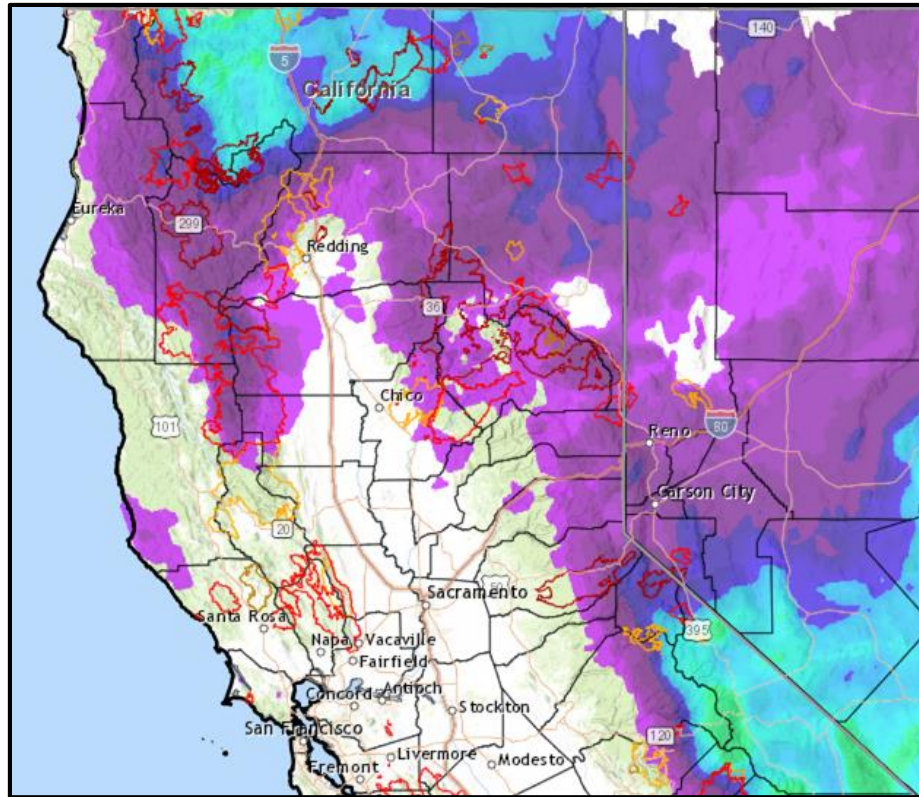 140
5
California
Eureka
299
Redding
36
Chico
101
Reno
80
Carson City
20
50
Sacramento
Santa Rosa
395
Napa
Vacaville
Fairfield
Concord
Antioch
Stockton
San Francisco
120
Livermore
Modesto
Fremont